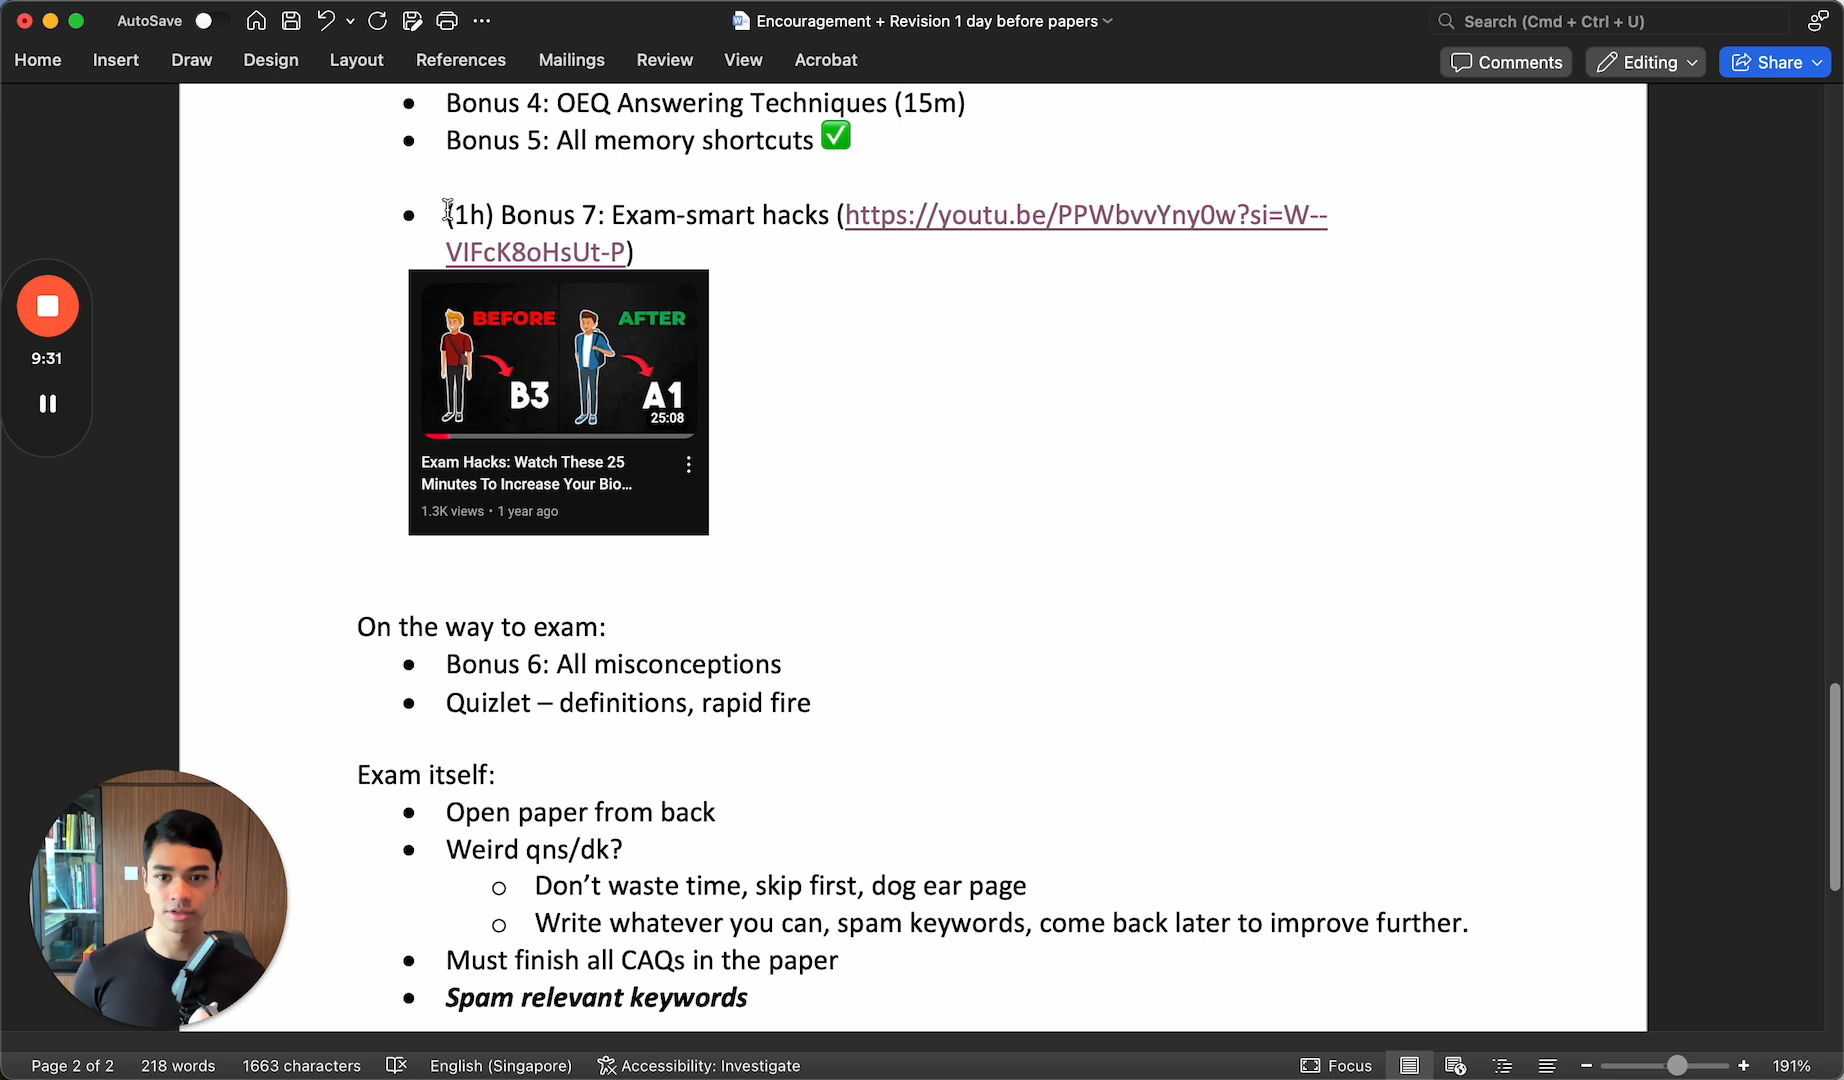 AutoSave
Encouragement + Revision 1 day before papers
Search (Cmd + Ctrl + U)
Home Insert Draw Design Layout References Mailings Review View Acrobat
Comments Editing Share
• Bonus 4: OEQ Answering Techniques (15m)
• Bonus 5: All memory shortcuts ✅
• (1h) Bonus 7: Exam-smart hacks (https://youtu.be/PPWbvvYny0w?si=W--
VIFcK8oHsUt-P)
9:31
BEFORE AFTER
B3 A1
25:08
Exam Hacks: Watch These 25
Minutes To Increase Your Bio...
1.3K views • 1 year ago
On the way to exam:
• Bonus 6: All misconceptions
• Quizlet – definitions, rapid fire
Exam itself:
• Open paper from back
• Weird qns/dk?
○ Don’t waste time, skip first, dog ear page
○ Write whatever you can, spam keywords, come back later to improve further.
• Must finish all CAQs in the paper
• Spam relevant keywords
Page 2 of 2 218 words 1663 characters English (Singapore) Accessibility: Investigate Focus 191%